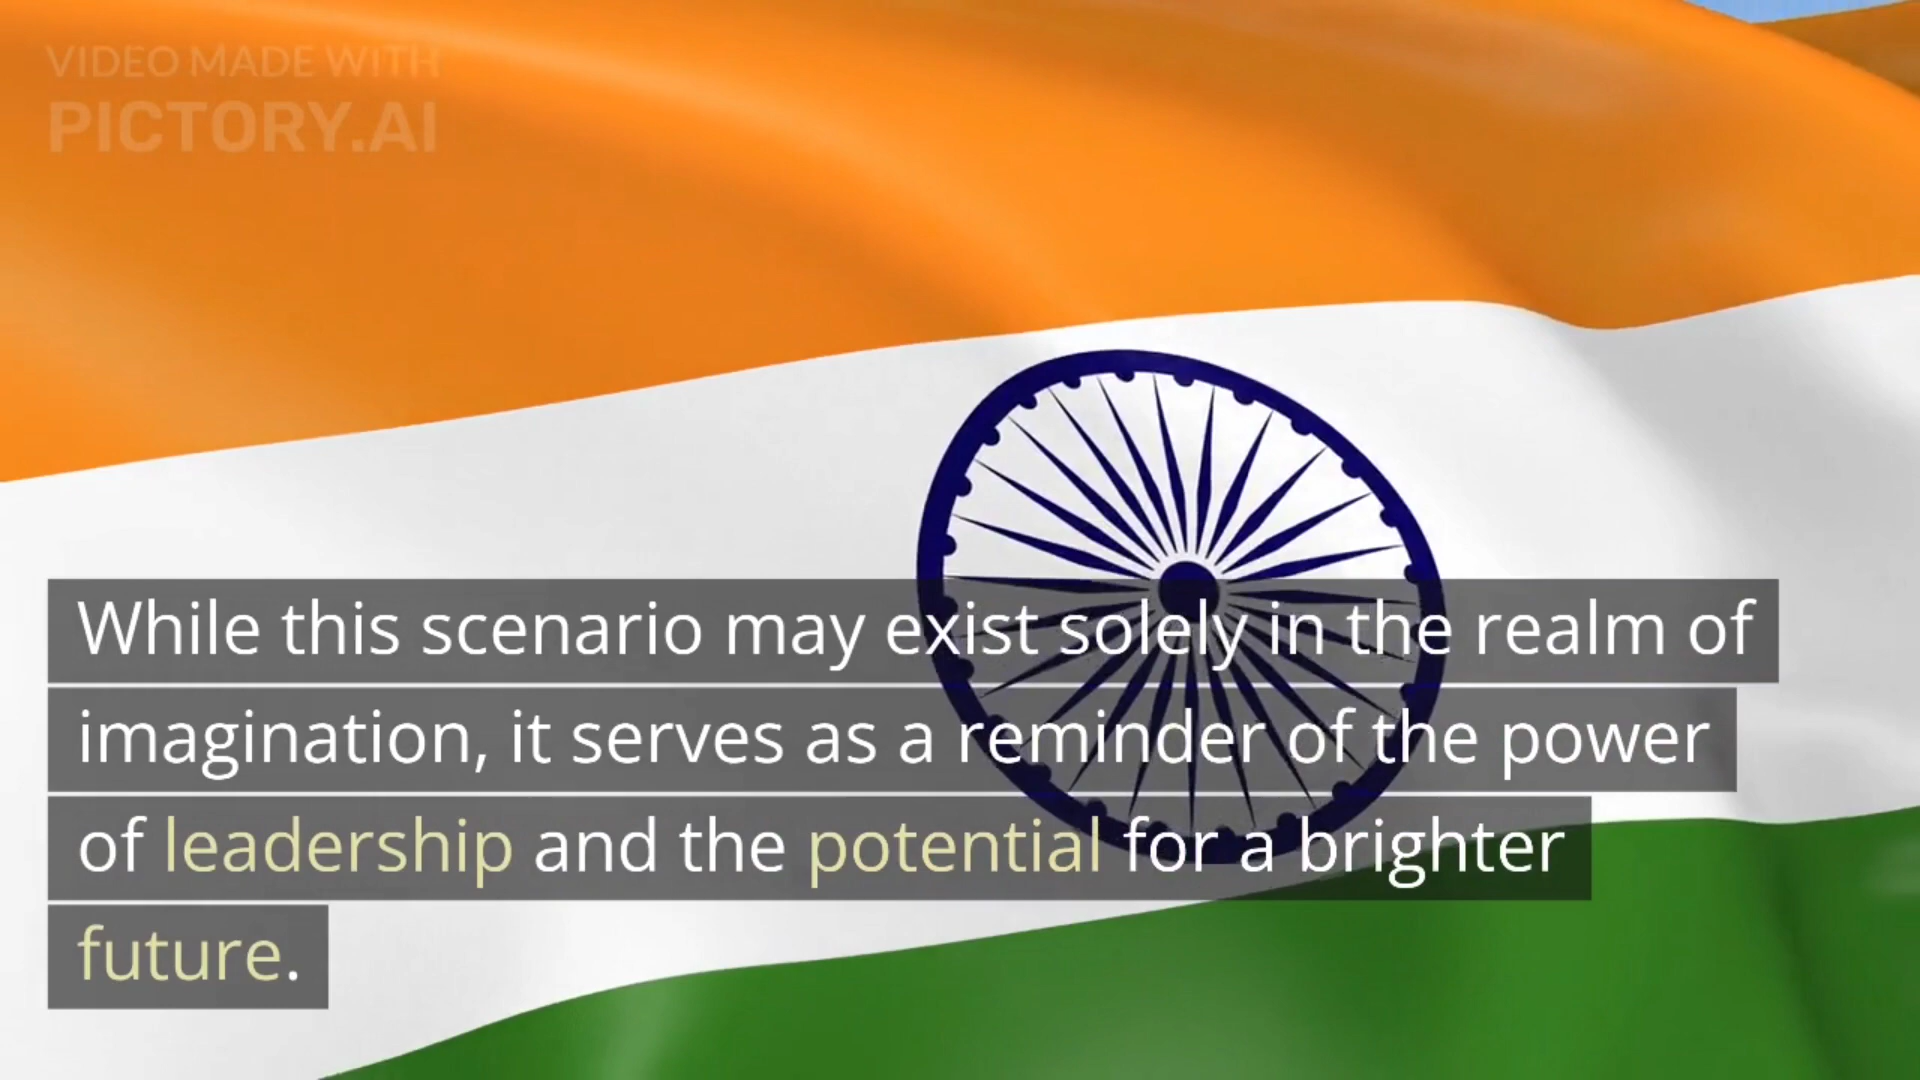 VIDEO MADE WITH
PICTORY.AI
While this scenario may exist solely in the realm of
imagination, it serves as a reminder of the power
of leadership and the potential for a brighter
future.